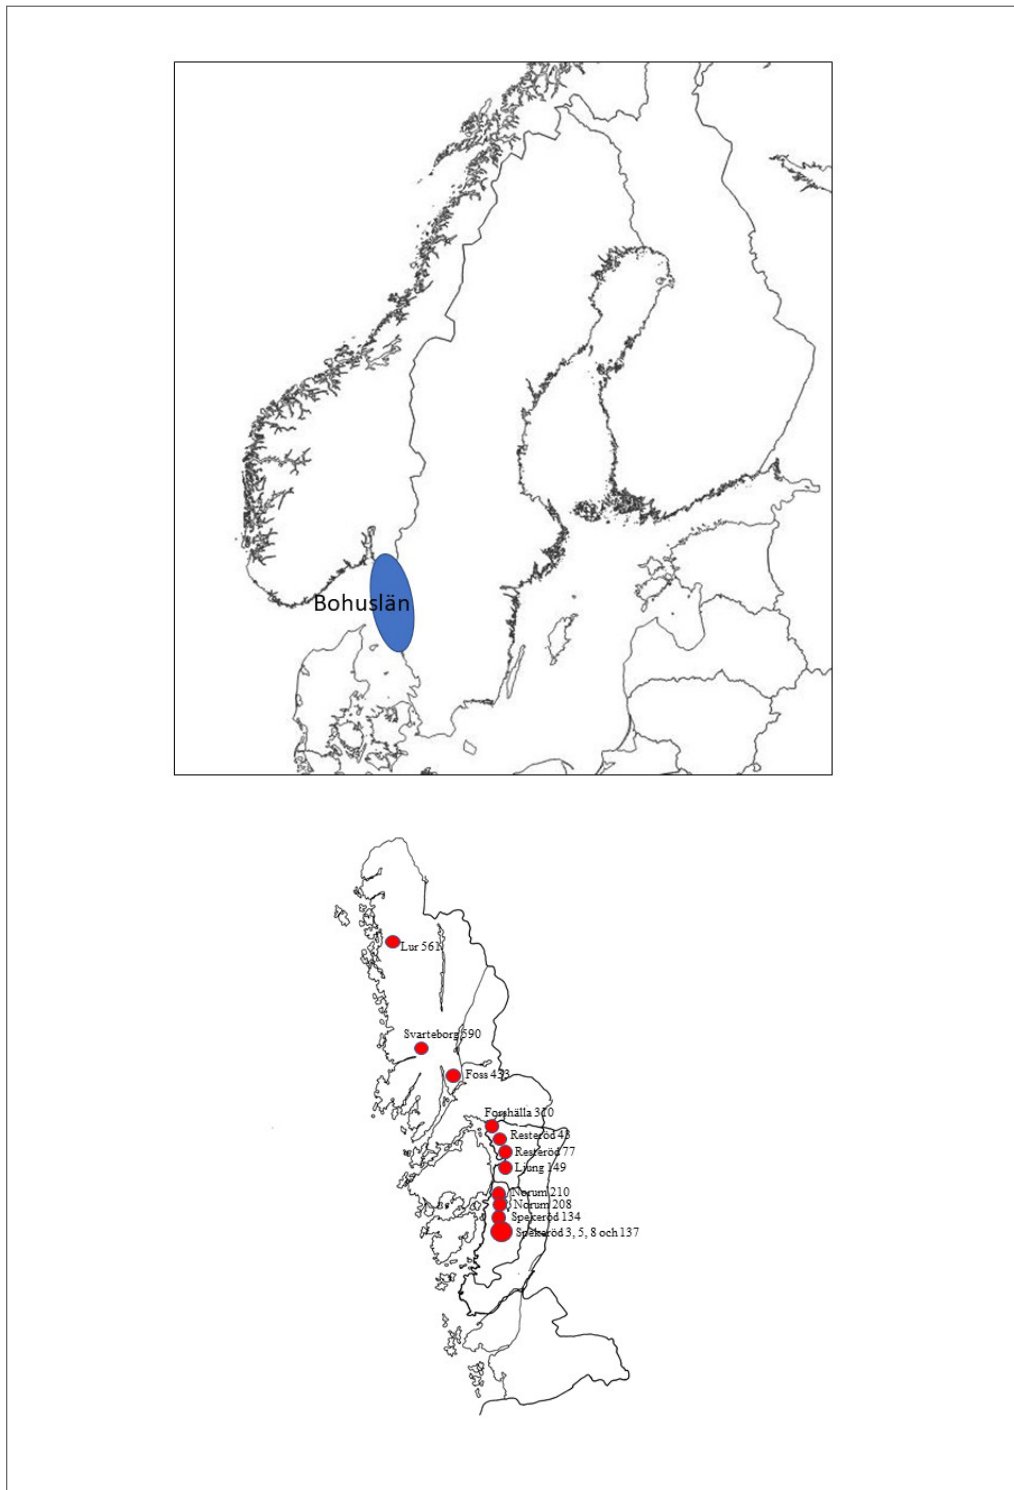 Bohuslän
Lur 561
Svarteborg 590
Foss 433
Forshälla 310
Resteröd 43
Resteröd 77
Ljung 149
Norum 210
Norum 208
Spekeröd 134
Spekeröd 3, 5, 8 och 137